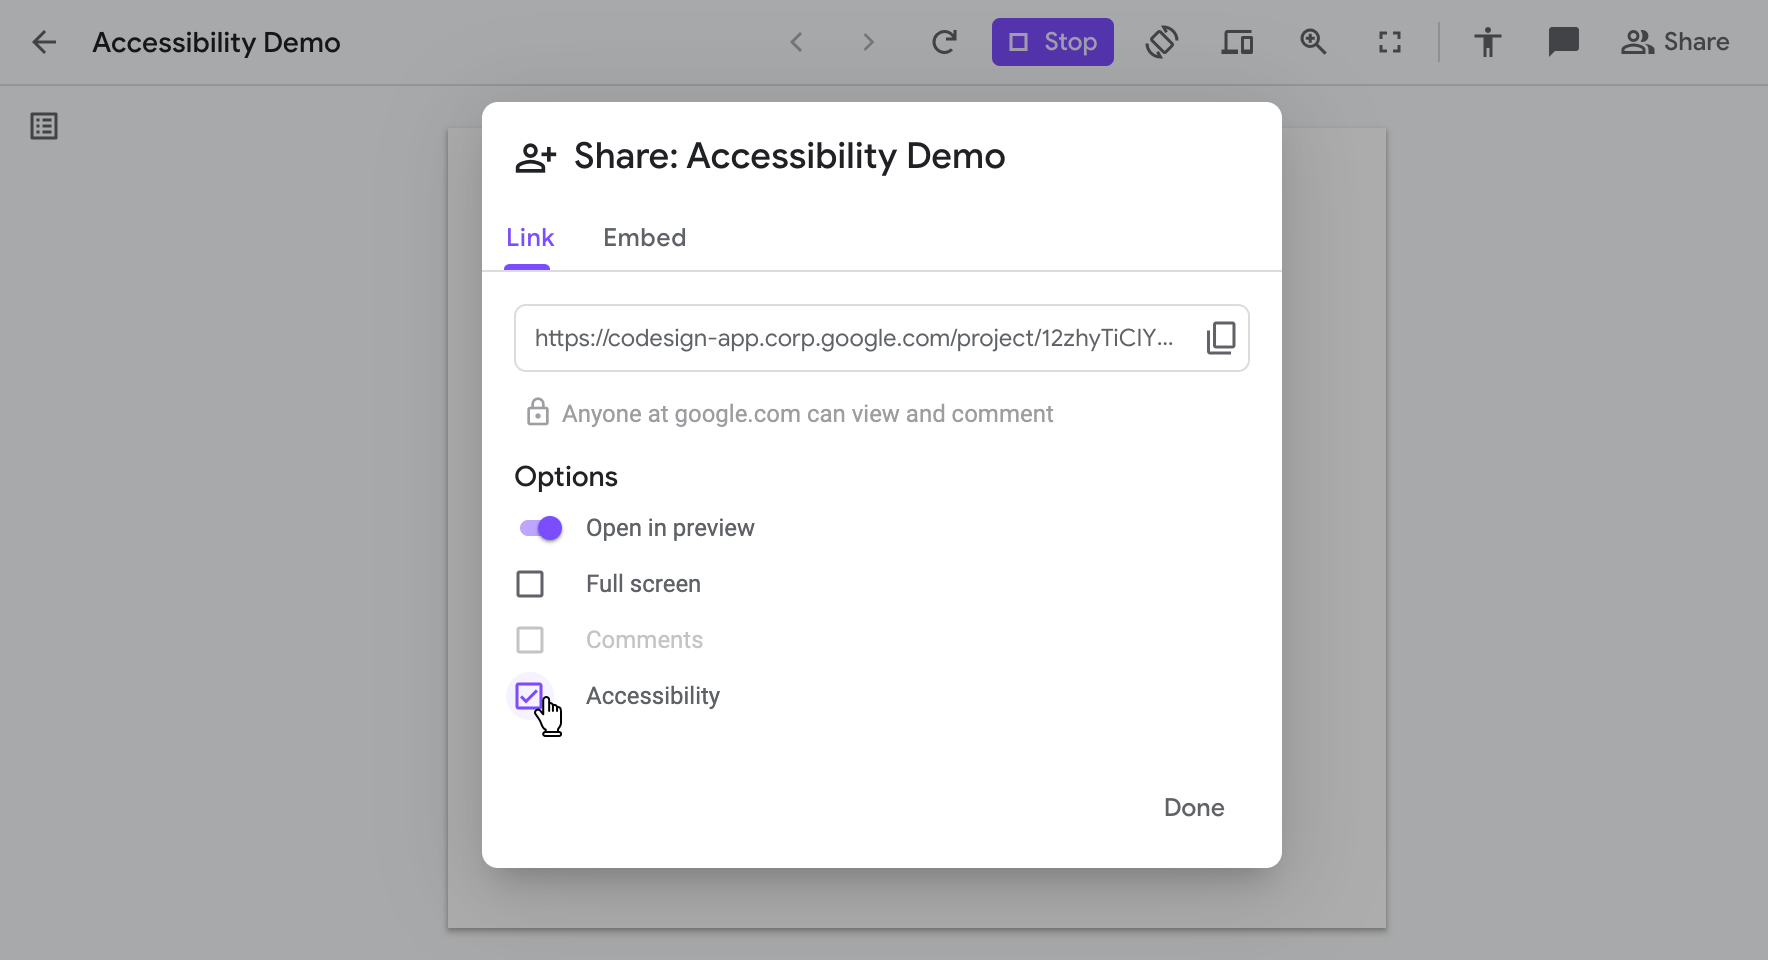 Accessibility Demo
Stop
Share
Share: Accessibility Demo
Link
Embed
https://codesign-app.corp.google.com/project/12zhyTiCIY...
Anyone at google.com can view and comment
Options
Open in preview
Full screen
Comments
Accessibility
Done